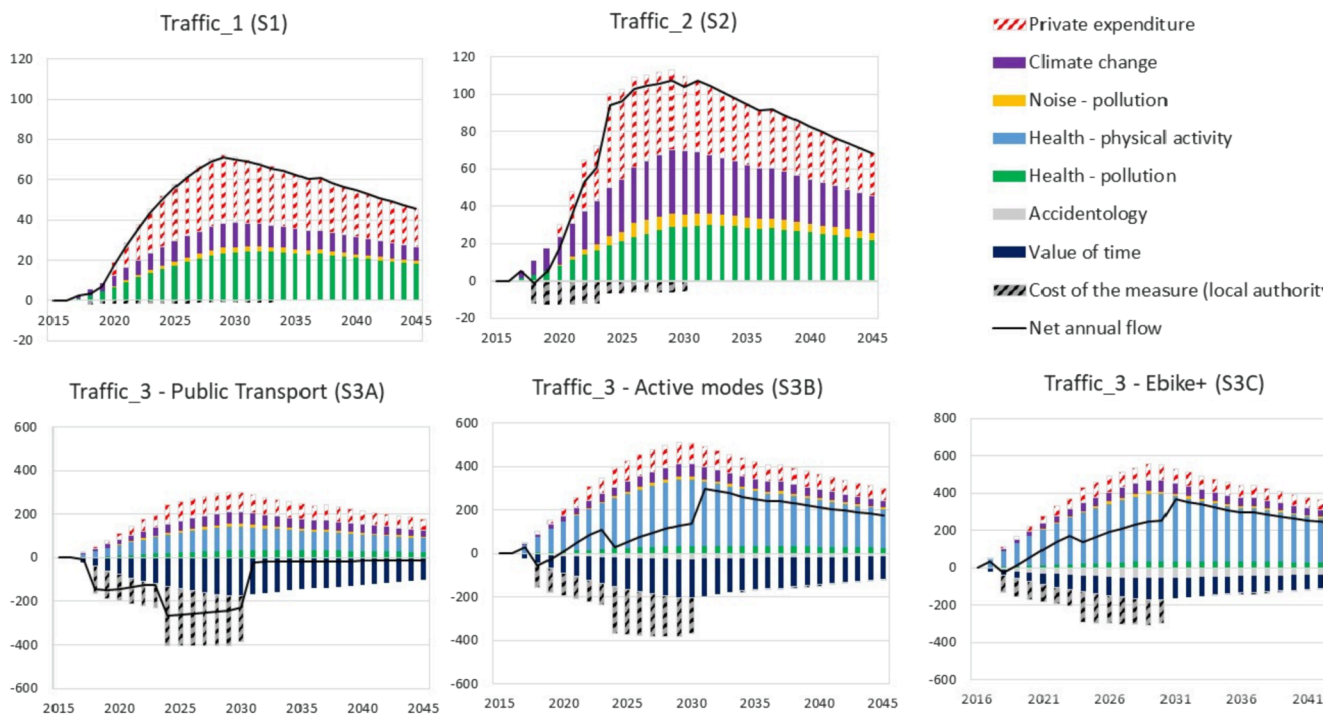 Traffic_1 (S1)
120
100
80
60
40
20
0
-20
2015 2020 2025 2030 2035 2040 2045
Traffic_2 (S2)
120
100
80
60
40
20
0
-20
2015 2020 2025 2030 2035 2040 2045
Private expenditure
Climate change
Noise - pollution
Health - physical activity
Health - pollution
Accidentology
Value of time
Cost of the measure (local authority
Net annual flow
Traffic_3 - Public Transport (S3A)
600
400
200
0
-200
-400
-600
2015 2020 2025 2030 2035 2040 2045
Traffic_3 - Active modes (S3B)
600
400
200
0
-200
-400
-600
2015 2020 2025 2030 2035 2040 2045
Traffic_3 - Ebike+ (S3C)
800
600
400
200
0
-200
-400
-600
2016 2021 2026 2031 2036 2041